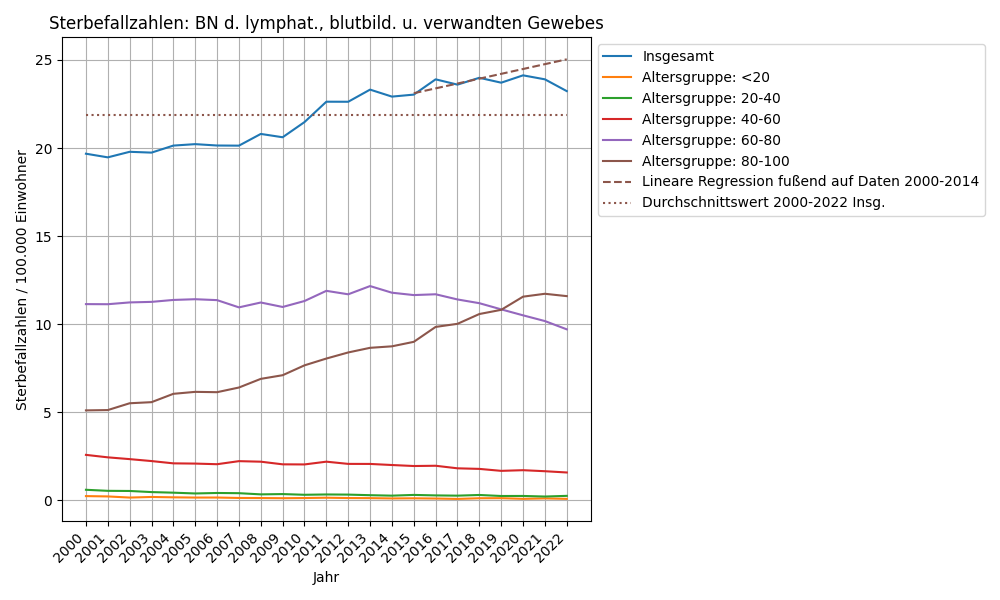 Sterbefallzahlen: BN d. lymphat., blutbild. u. verwandten Gewebes
Sterbefallzahlen / 100.000 Einwohner
25
20
15
10
5
0
2000
2001
2002
2003
2004
2005
2006
2007
2008
2009
2010
2011
2012
2013
2014
2015
2016
2017
2018
2019
2020
2021
2022
Jahr
Insgesamt
Altersgruppe: <20
Altersgruppe: 20-40
Altersgruppe: 40-60
Altersgruppe: 60-80
Altersgruppe: 80-100
Lineare Regression fußend auf Daten 2000-2014
Durchschnittswert 2000-2022 Insg.